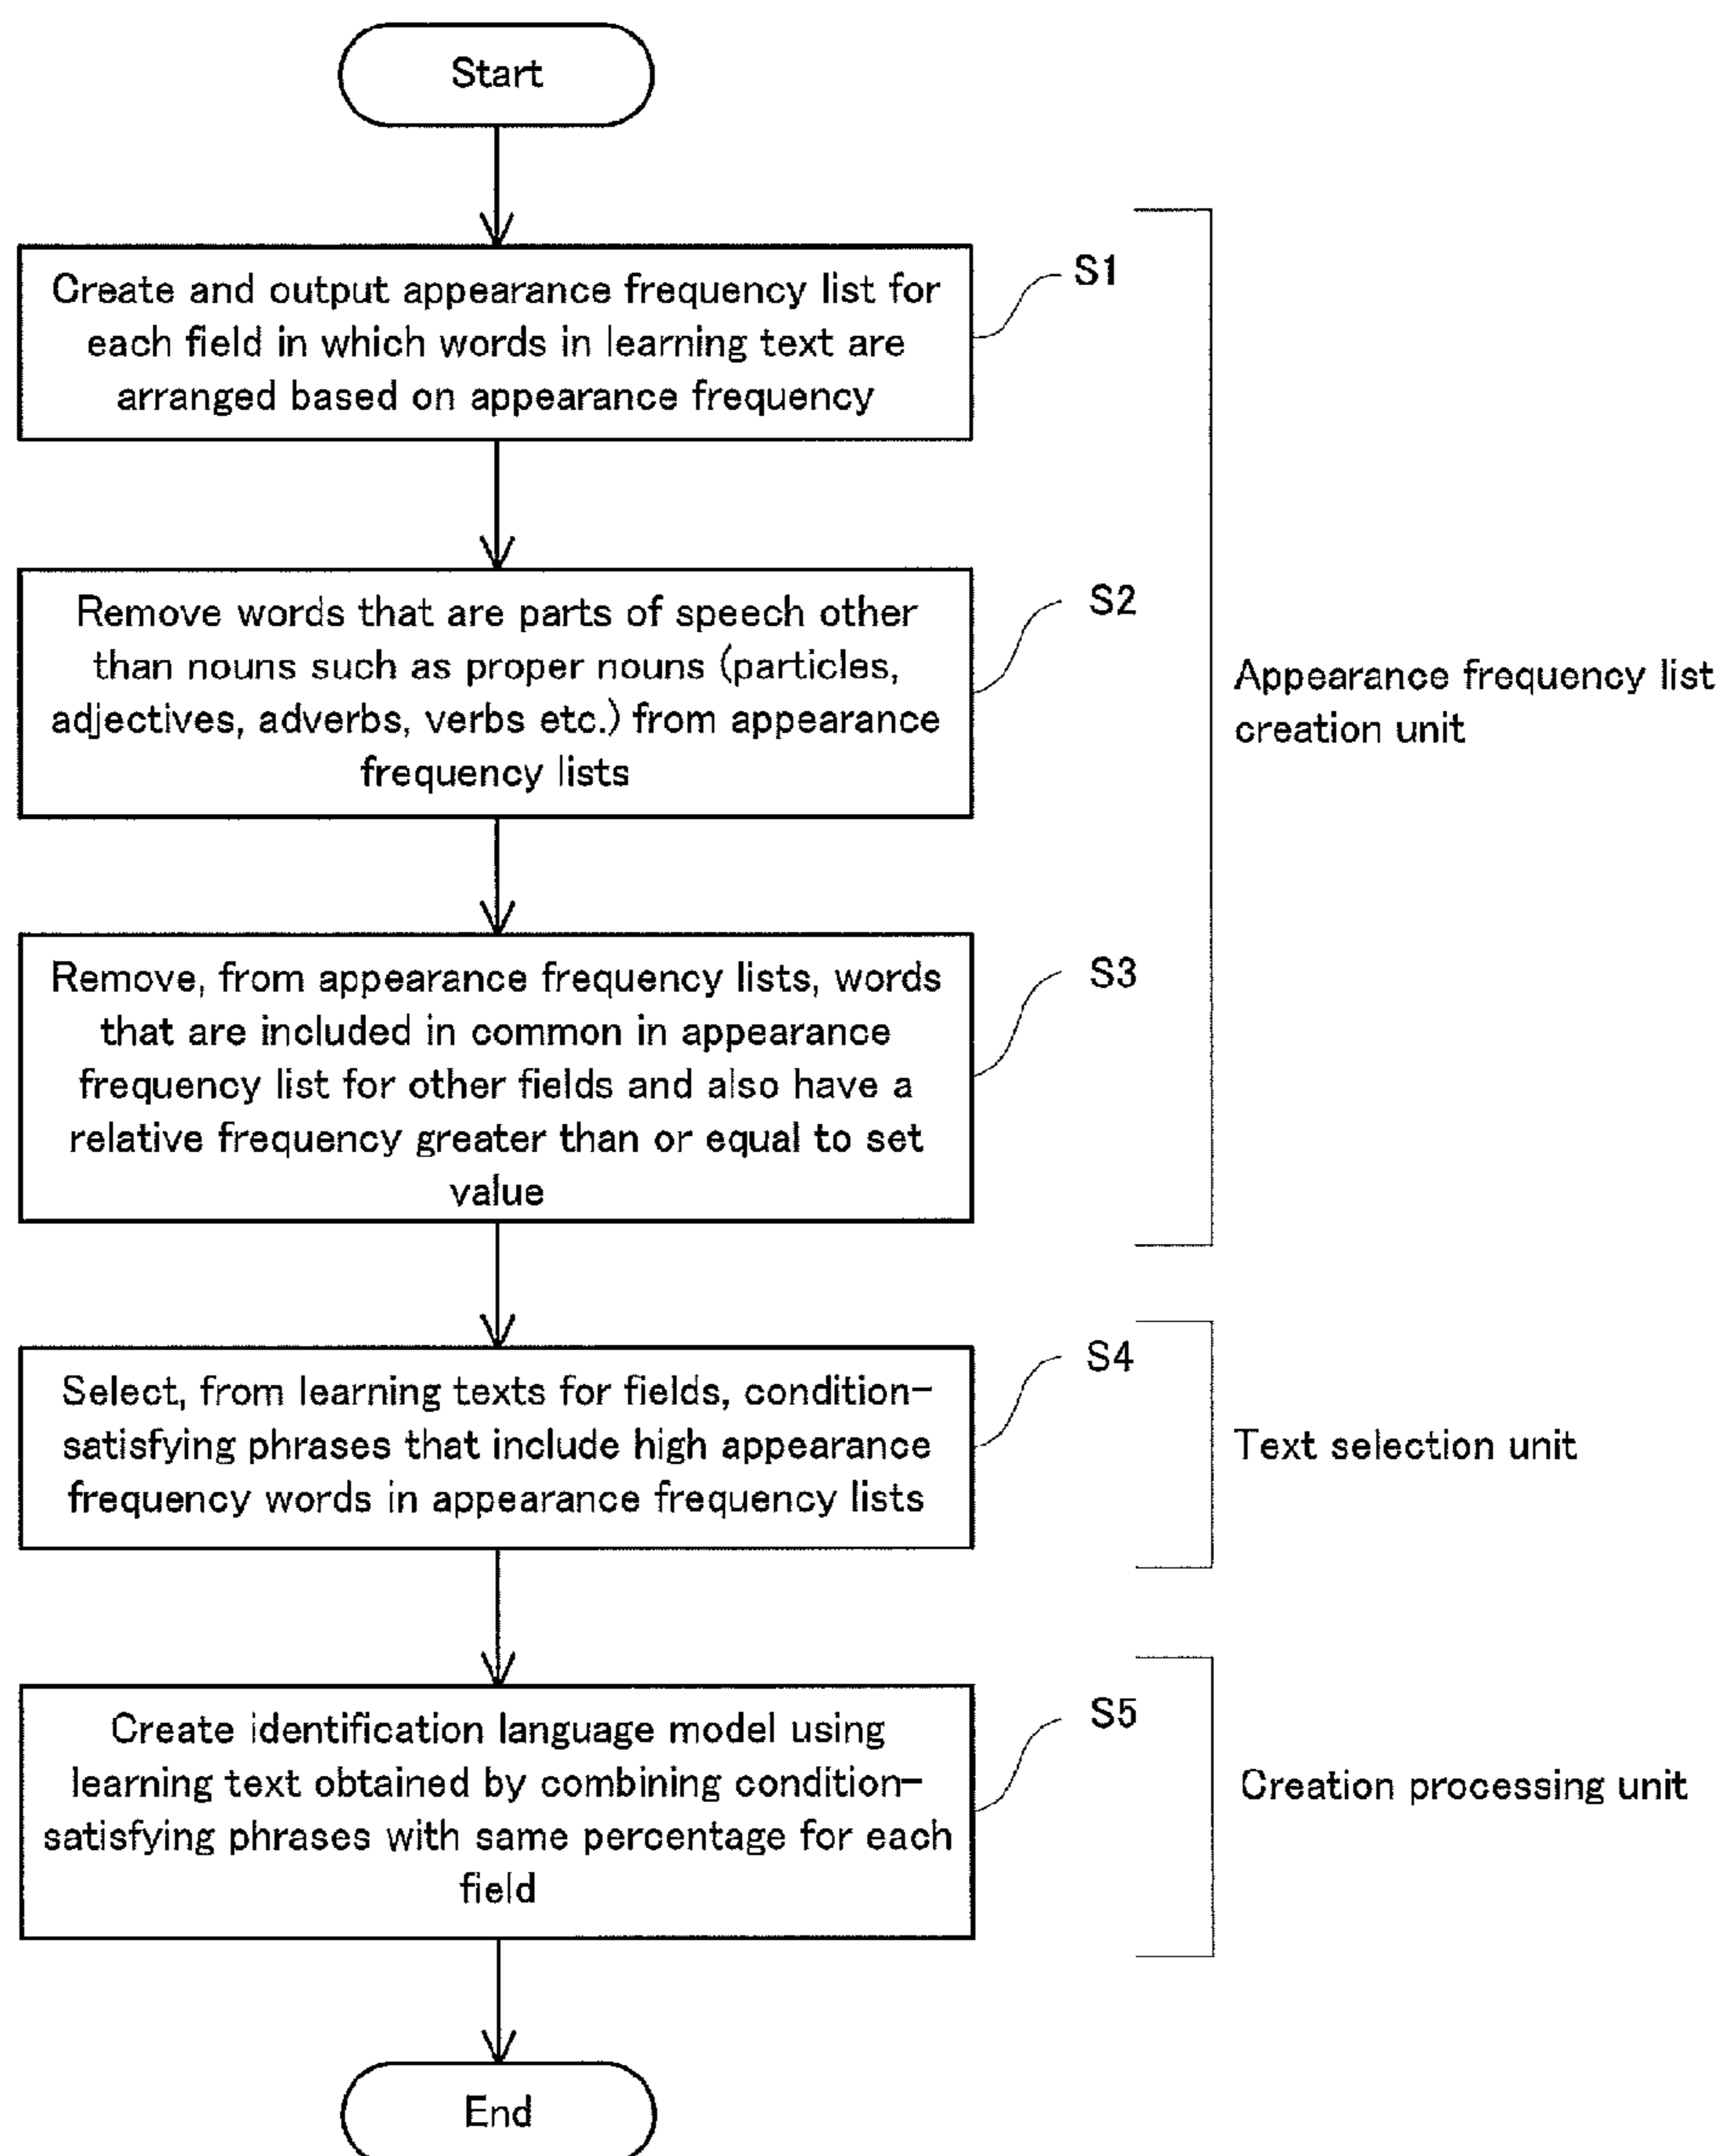 Start
Create and output appearance frequency list for
each field in which words in learning text are
arranged based on appearance frequency
S1
Remove words that are parts of speech other
than nouns such as proper nouns (particles,
adjectives, adverbs, verbs etc.) from appearance
frequency lists
S2
Appearance frequency list
creation unit
Remove, from appearance frequency lists, words
that are included in common in appearance
frequency list for other fields and also have a
relative frequency greater than or equal to set
value
S3
Select, from learning texts for fields, condition-
satisfying phrases that include high appearance
frequency words in appearance frequency lists
S4
Text selection unit
Create identification language model using
learning text obtained by combining condition-
satisfying phrases with same percentage for each
field
S5
Creation processing unit
End